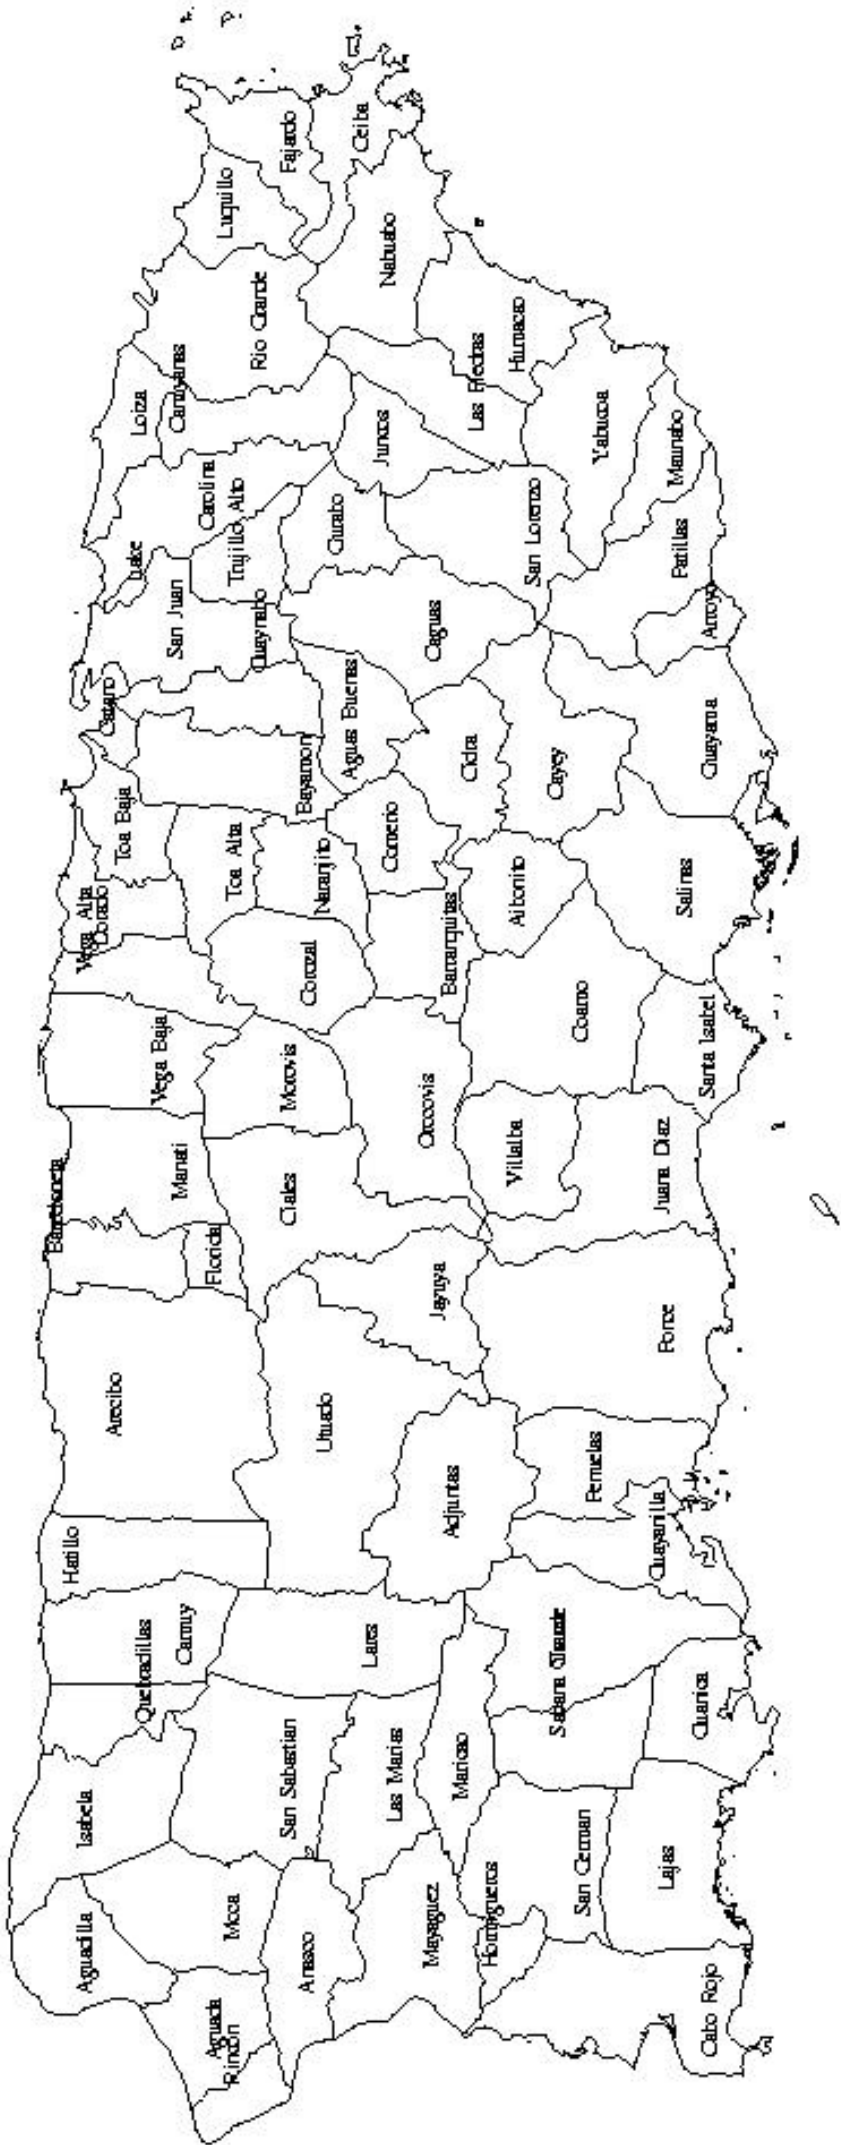 Aguadilla
Isabela
Quebradillas
Camuy
Hatillo
Arecibo
Barceloneta
Manati
Vega Baja
Vega Alta
Dorado
Toa Baja
Catano
San Juan
Loiza
Canovanas
Carolina
Trujillo Alto
Rio Grande
Luquillo
Fajardo
Ceiba
Aguada
Rincon
Moca
San Sabastian
Lares
Utuado
Florida
Ciales
Morovis
Corozal
Toa Alta
Naranjito
Bayamon
Guaynabo
Gurabo
Juncos
Naguabo
Anasco
Las Marias
Adjuntas
Jayuya
Orocovis
Barranquitas
Comerio
Aguas Buenas
Caguas
San Lorenzo
Las Piedras
Humacao
Mayaguez
Maricao
Villalba
Aibonito
Cidra
Cayey
Yabucoa
Hormigueros
San German
Sabana Grande
Guayanilla
Penuelas
Ponce
Juana Diaz
Coamo
Salinas
Guayama
Arroyo
Patillas
Maunabo
Cabo Rojo
Lajas
Guanica
Santa Isabel